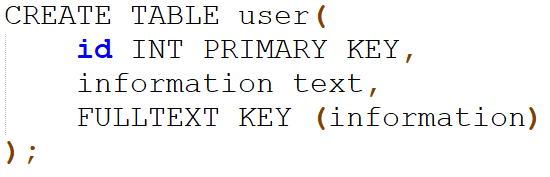 CREATE TABLE user(
    id INT PRIMARY KEY,
    information text,
    FULLTEXT KEY (information)
);